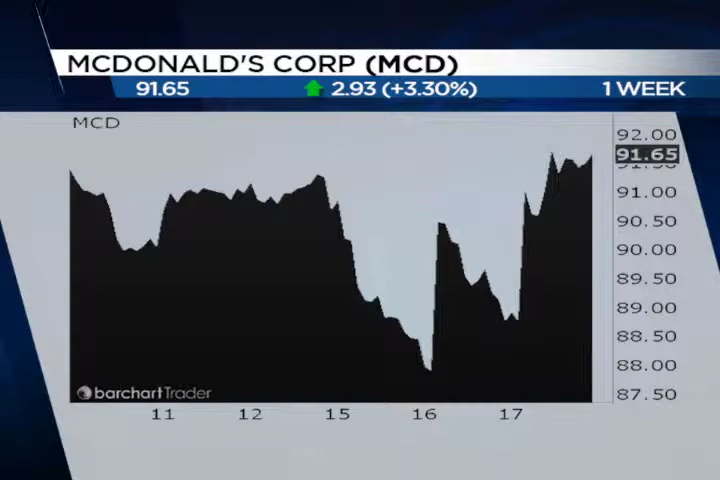 MCDONALD'S CORP (MCD)
91.65 2.93 (+3.30%) 1 WEEK
MCD
92.00
91.65
91.00
90.50
90.00
89.50
89.00
88.50
88.00
87.50
barchartTrader
11 12 15 16 17